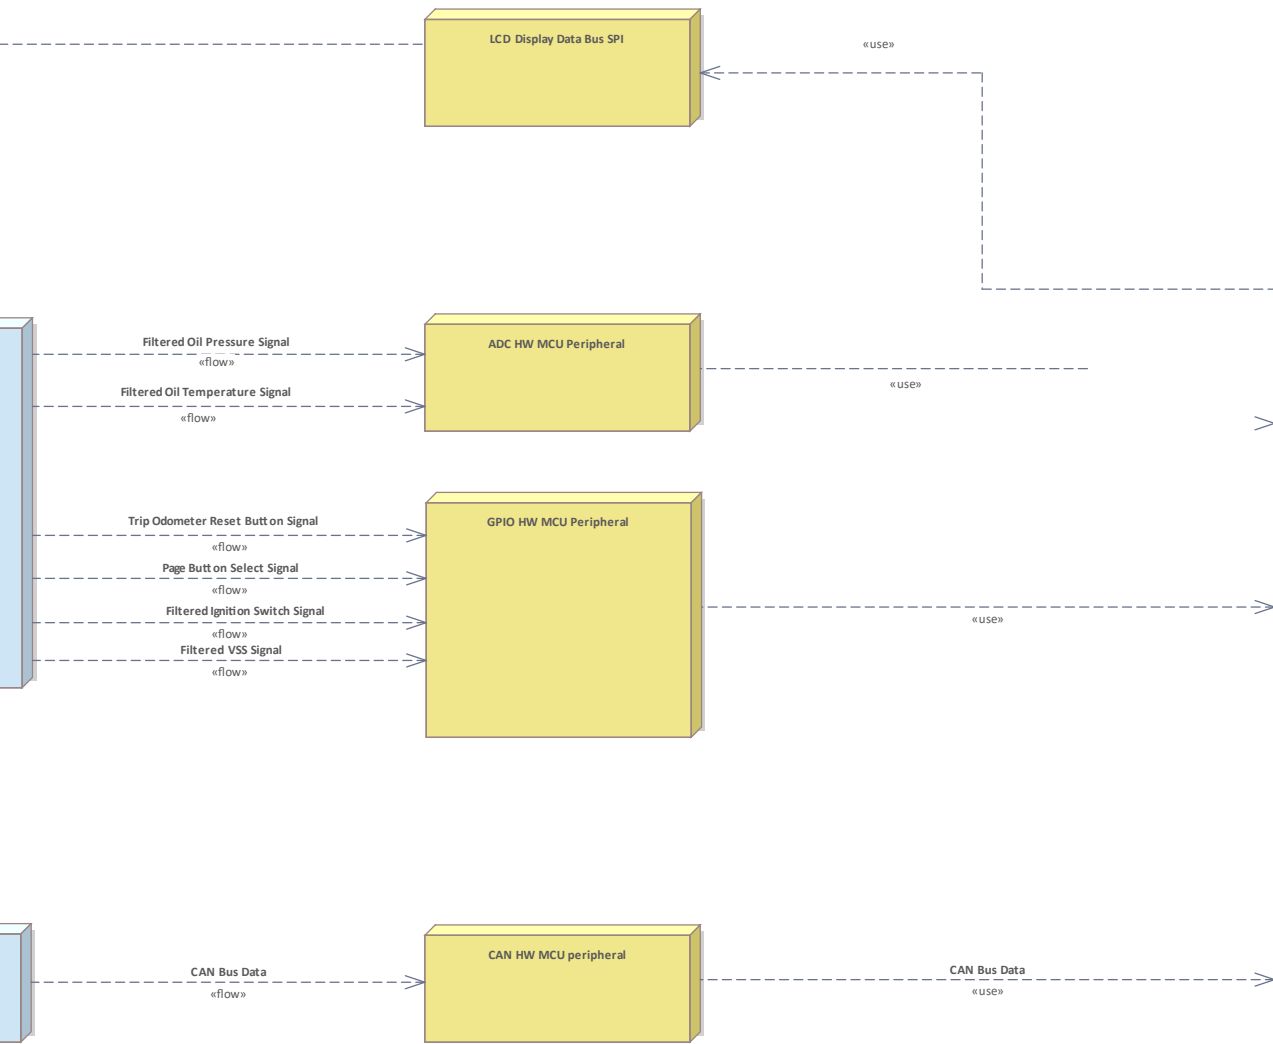 LCD Display Data Bus SPI
«use»
Filtered Oil Pressure Signal
«flow»
ADC HW MCU Peripheral
«use»
Filtered Oil Temperature Signal
«flow»
Trip Odometer Reset Button Signal
«flow»
GPIO HW MCU Peripheral
Page Button Select Signal
«flow»
Filtered Ignition Switch Signal
«flow»
«use»
Filtered VSS Signal
«flow»
CAN Bus Data
«flow»
CAN HW MCU peripheral
CAN Bus Data
«use»